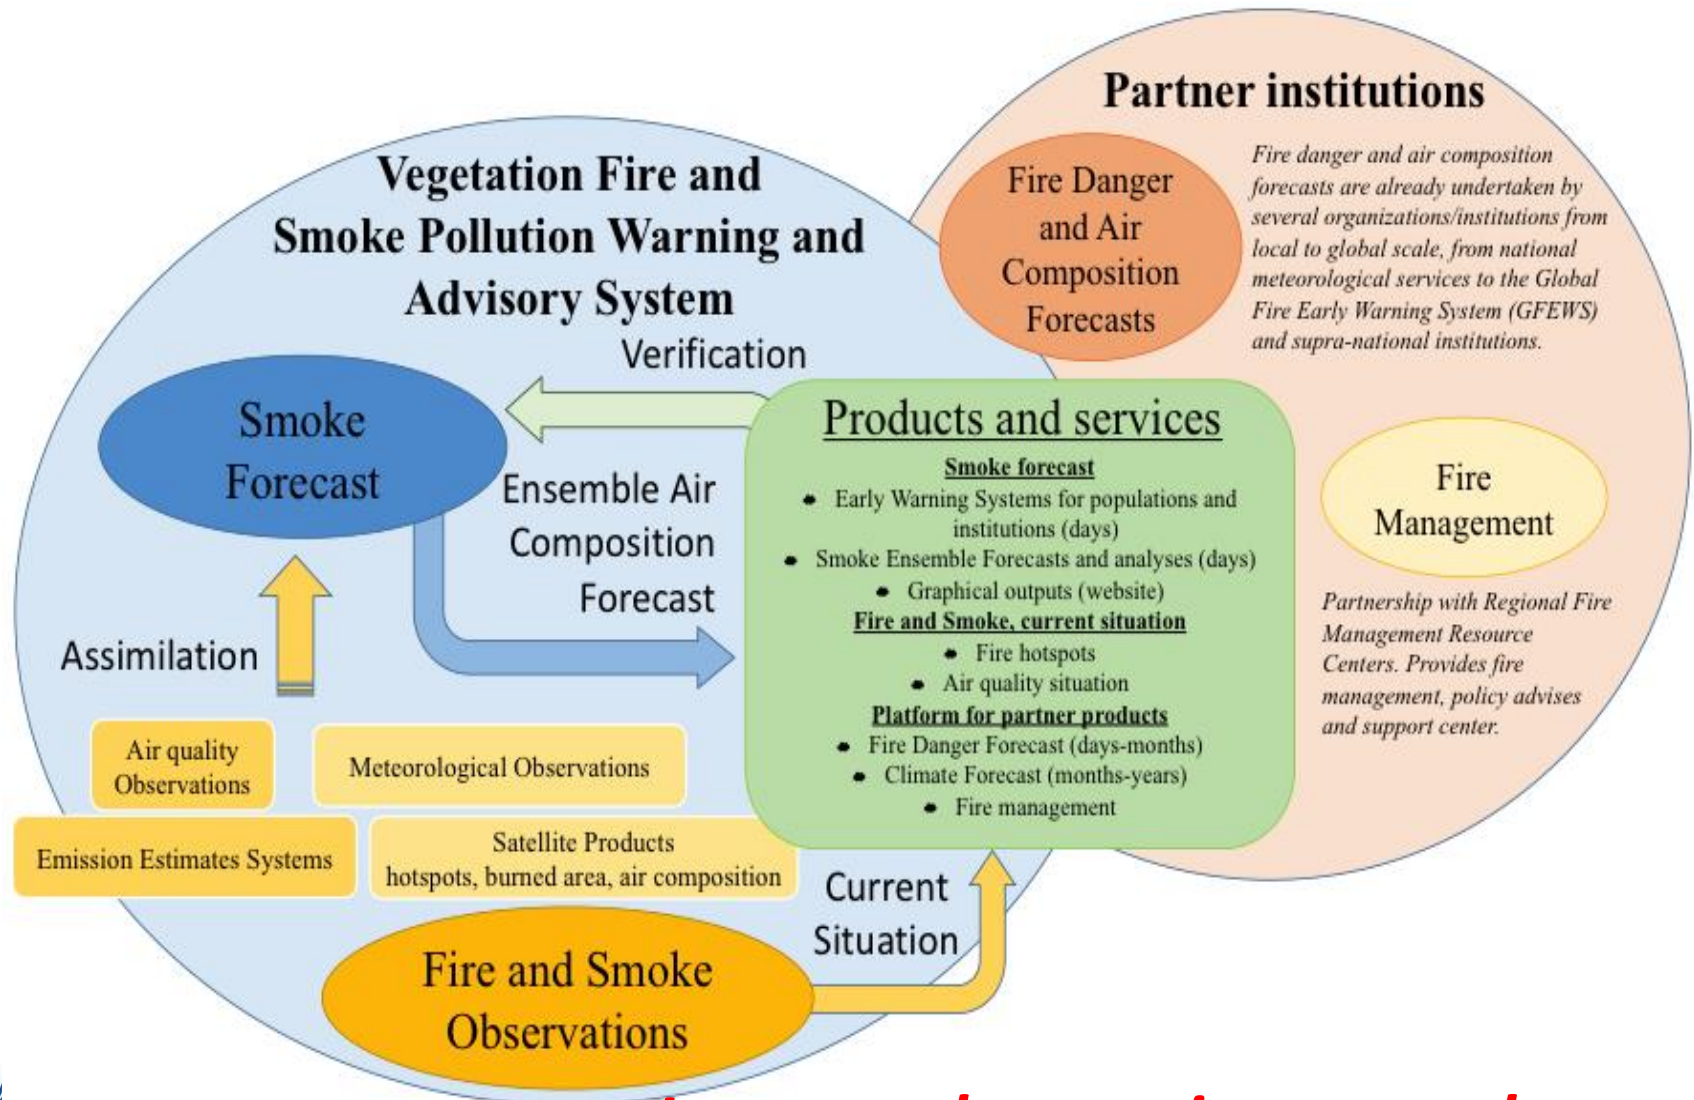 Partner institutions
Vegetation Fire and
Smoke Pollution Warning and
Advisory System
Fire Danger
and Air
Composition
Forecasts
Fire danger and air composition
forecasts are already undertaken by
several organizations/institutions from
local to global scale, from national
meteorological services to the Global
Fire Early Warning System (GFEWS)
and supra-national institutions.
Verification
Smoke
Forecast
Ensemble Air
Composition
Forecast
Assimilation
Products and services
Smoke forecast
● Early Warning Systems for populations and
institutions (days)
● Smoke Ensemble Forecasts and analyses (days)
● Graphical outputs (website)
Fire and Smoke, current situation
● Fire hotspots
● Air quality situation
Platform for partner products
● Fire Danger Forecast (days-months)
● Climate Forecast (months-years)
● Fire management
Fire
Management
Partnership with Regional Fire
Management Resource
Centers. Provides fire
management, policy advises
and support center.
Air quality
Observations
Meteorological Observations
Emission Estimates Systems
Satellite Products
hotspots, burned area, air composition
Current
Situation
Fire and Smoke
Observations